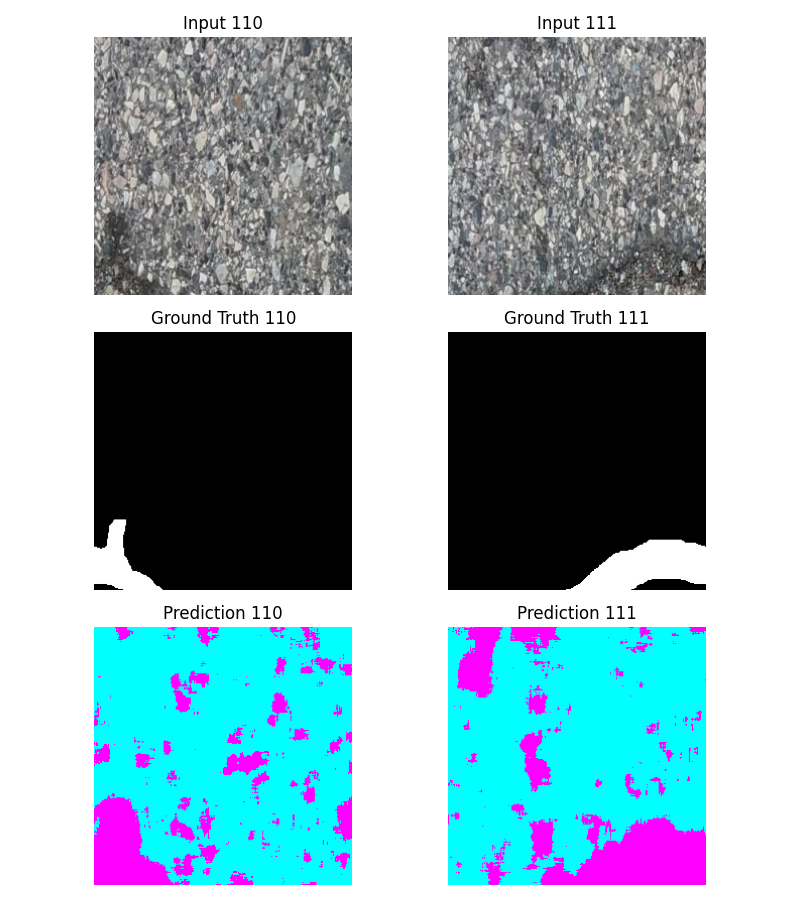 Input 110
Input 111
Ground Truth 110
Ground Truth 111
Prediction 110
Prediction 111